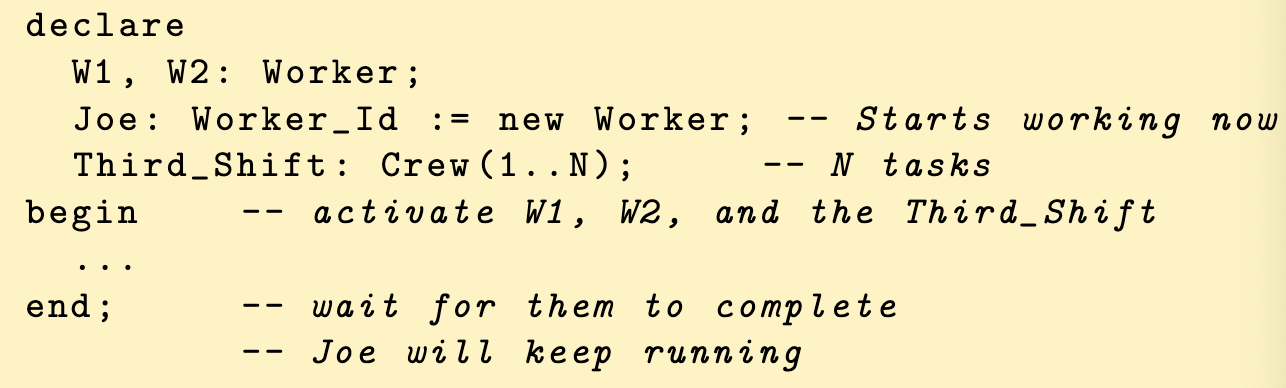 declare
W1, W2: Worker;
Joe: Worker_Id := new Worker; -- Starts working now
Third_Shift: Crew(1..N); -- N tasks
begin -- activate W1, W2, and the Third_Shift
...
end; -- wait for them to complete
-- Joe will keep running